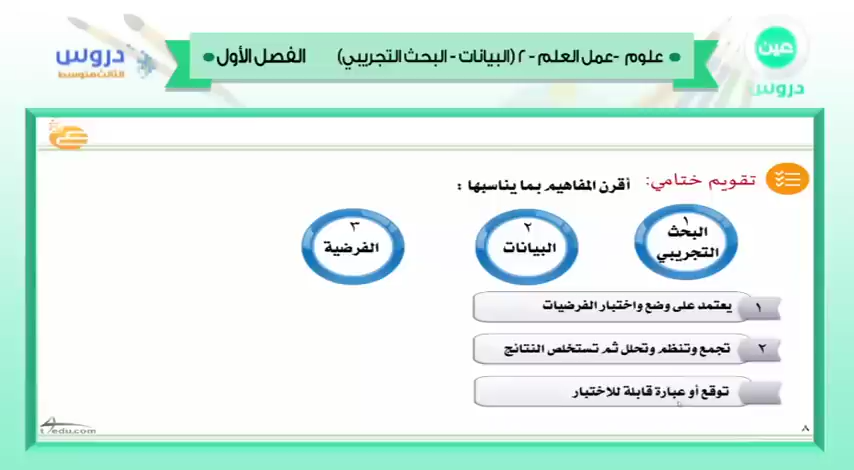 علوم -عمل العلم - ٢ (البيانات - البحث التجريبي) الفصل الأول
عين
دروس
دروس
الثالث متوسط
تقويم ختامي: أقرن المفاهيم بما يناسبها :
١
البحث
التجريبي
٢
البيانات
٣
الفرضية
١ يعتمد على وضع واختبار الفرضيات
٢ تجمع وتنظم وتحلل ثم تستخلص النتائج
توقع أو عبارة قابلة للاختبار
t4edu.com
٨